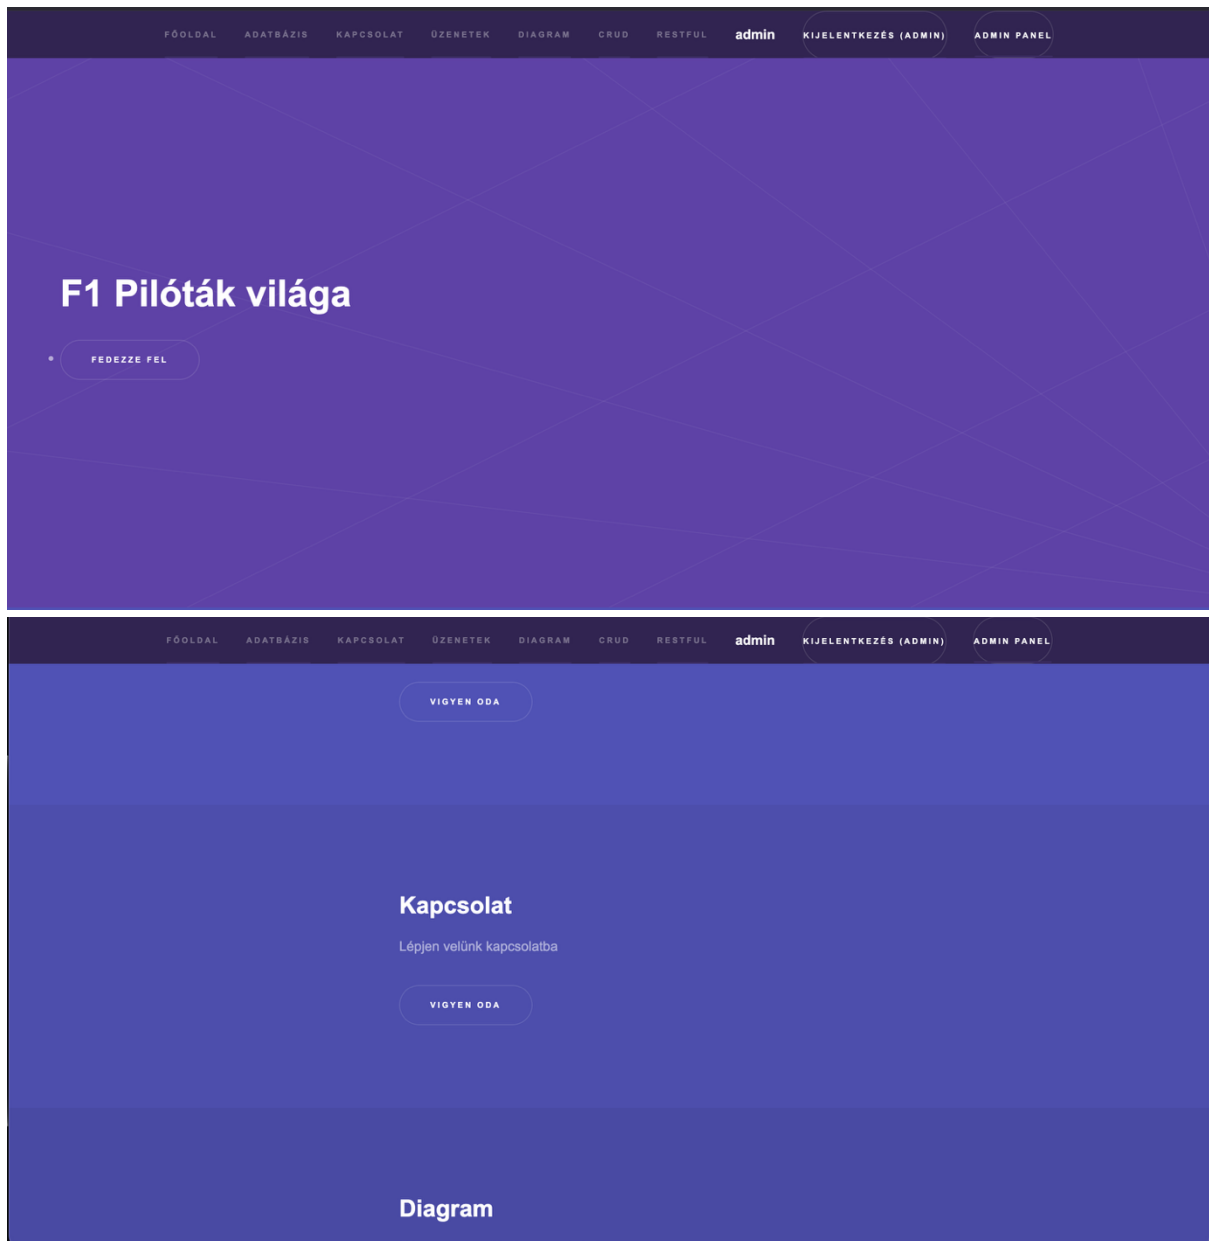 FŐOLDAL ADATBÁZIS KAPCSOLAT ÜZENETEK DIAGRAM CRUD RESTFUL admin KIJELENTKEZÉS (ADMIN) ADMIN PANEL
F1 Pilóták világa
FEDEZZE FEL
FŐOLDAL ADATBÁZIS KAPCSOLAT ÜZENETEK DIAGRAM CRUD RESTFUL admin KIJELENTKEZÉS (ADMIN) ADMIN PANEL
VIGYEN ODA
Kapcsolat
Lépjen velünk kapcsolatba
VIGYEN ODA
Diagram